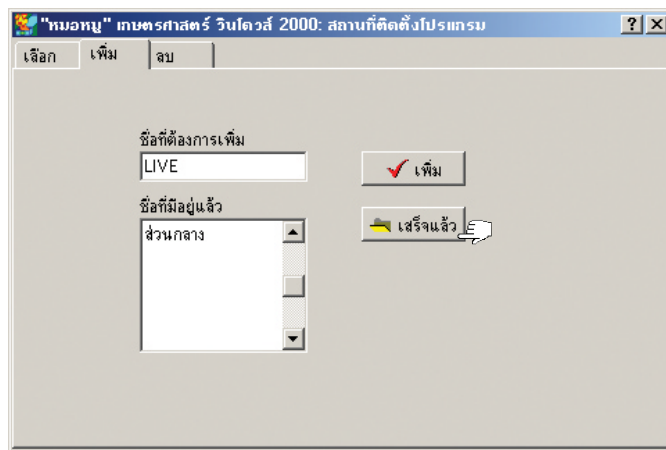 "หมอหมู" เกษตรศาสตร์ วินโดวส์ 2000: สถานที่ติดตั้งโปรแกรม
เลือก เพิ่ม ลบ
ชื่อที่ต้องการเพิ่ม
LIVE
เพิ่ม
ชื่อที่มีอยู่แล้ว
เสร็จแล้ว
ส่วนกลาง